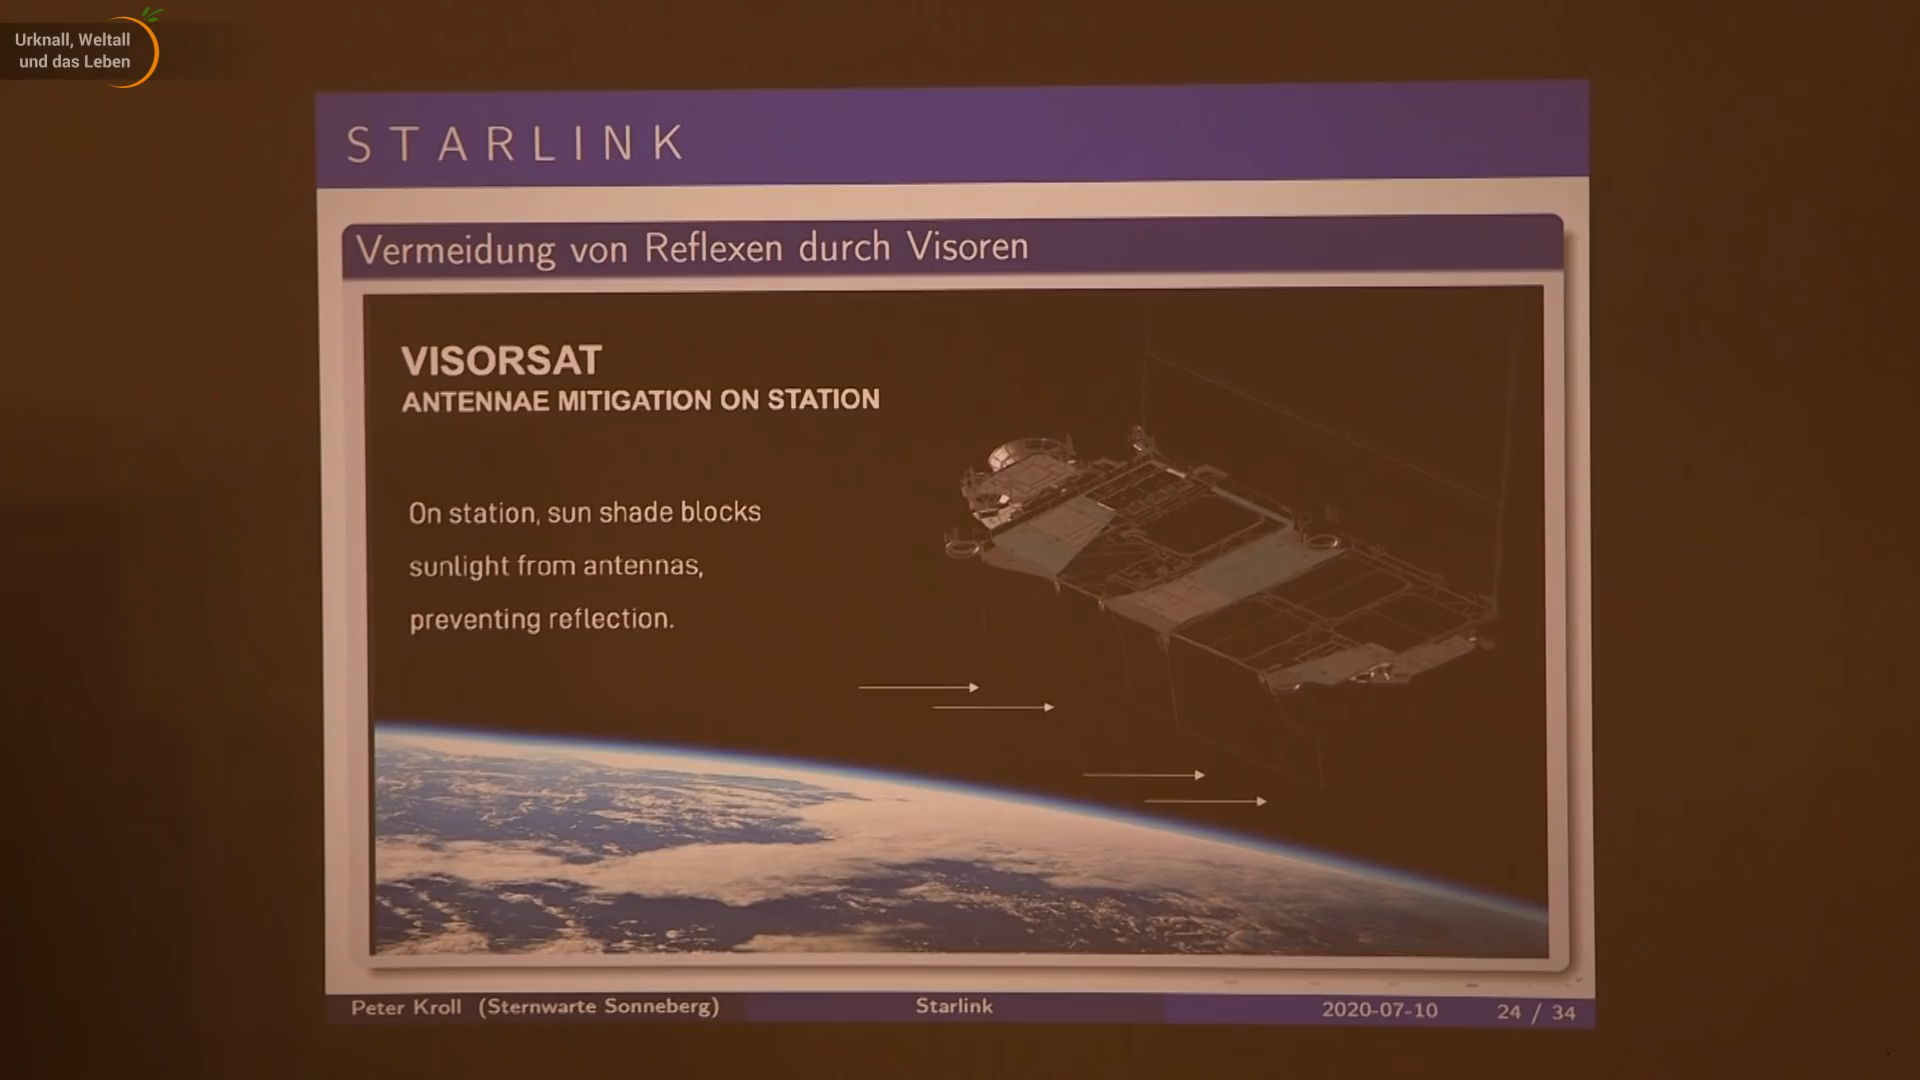 Urknall, Weltall
und das Leben
STARLINK
Vermeidung von Reflexen durch Visoren
VISORSAT
ANTENNAE MITIGATION ON STATION
On station, sun shade blocks
sunlight from antennas,
preventing reflection.
Peter Kroll (Sternwarte Sonneberg) Starlink 2020-07-10 24 / 34